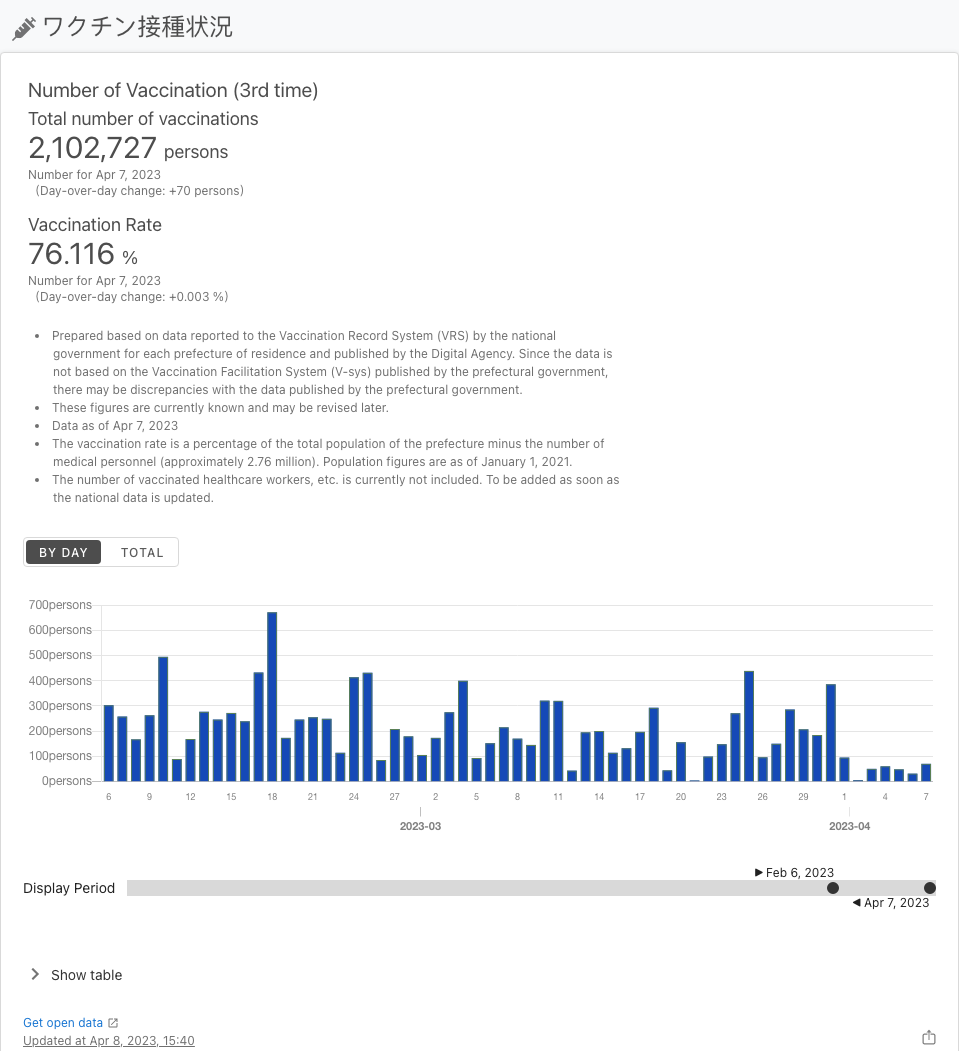 ワクチン接種状況
Number of Vaccination (3rd time)
Total number of vaccinations
2,102,727 persons
Number for Apr 7, 2023
(Day-over-day change: +70 persons)
Vaccination Rate
76.116 %
Number for Apr 7, 2023
(Day-over-day change: +0.003 %)
• Prepared based on data reported to the Vaccination Record System (VRS) by the national
government for each prefecture of residence and published by the Digital Agency. Since the data is
not based on the Vaccination Facilitation System (V-sys) published by the prefectural government,
there may be discrepancies with the data published by the prefectural government.
• These figures are currently known and may be revised later.
• Data as of Apr 7, 2023
• The vaccination rate is a percentage of the total population of the prefecture minus the number of
medical personnel (approximately 2.76 million). Population figures are as of January 1, 2021.
• The number of vaccinated healthcare workers, etc. is currently not included. To be added as soon as
the national data is updated.
BY DAY TOTAL
700persons
600persons
500persons
400persons
300persons
200persons
100persons
0persons
6 9 12 15 18 21 24 27 2 5 8 11 14 17 20 23 26 29 1 4 7
2023-03 2023-04
▶ Feb 6, 2023
Display Period
◀ Apr 7, 2023
Show table
Get open data
Updated at Apr 8, 2023, 15:40